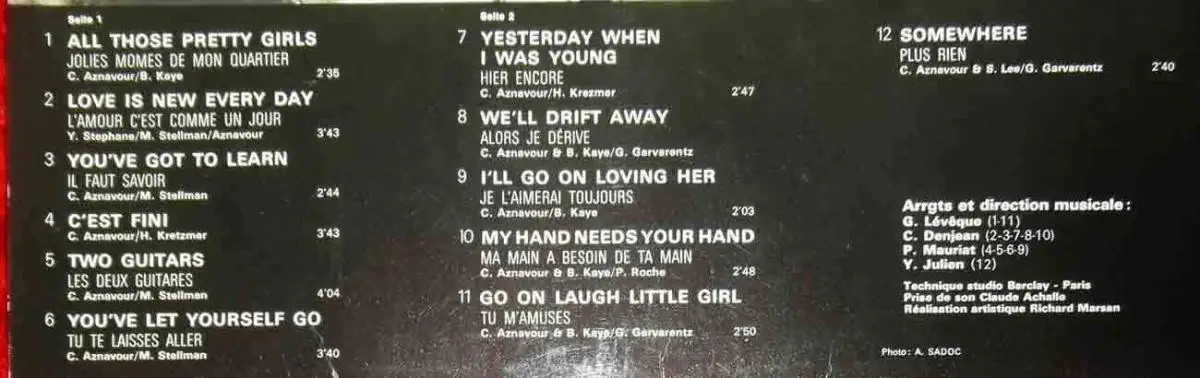 Seite 1
1 ALL THOSE PRETTY GIRLS
JOLIES MOMES DE MON QUARTIER
C. Aznavour/B. Kaye 2'35
2 LOVE IS NEW EVERY DAY
L'AMOUR C'EST COMME UN JOUR
Y. Stephane/M. Stellman/Aznavour 3'43
3 YOU'VE GOT TO LEARN
IL FAUT SAVOIR
C. Aznavour/M. Stellman 2'44
4 C'EST FINI
C. Aznavour/H. Kretzmer 3'43
5 TWO GUITARS
LES DEUX GUITARES
C. Aznavour/M. Stellman 4'04
6 YOU'VE LET YOURSELF GO
TU TE LAISSES ALLER
C. Aznavour/M. Stellman 3'40
Seite 2
7 YESTERDAY WHEN
I WAS YOUNG
HIER ENCORE
C. Aznavour/H. Krezmer 2'47
8 WE'LL DRIFT AWAY
ALORS JE DÉRIVE
C. Aznavour & B. Kaye/G. Garvarentz
9 I'LL GO ON LOVING HER
JE L'AIMERAI TOUJOURS
C. Aznavour/B. Kaye 2'03
10 MY HAND NEEDS YOUR HAND
MA MAIN A BESOIN DE TA MAIN
C. Aznavour & B. Kaye/P. Roche 2'48
11 GO ON LAUGH LITTLE GIRL
TU M'AMUSES
C. Aznavour & B. Kaye/G. Garvarentz 2'50
12 SOMEWHERE
PLUS RIEN
C. Aznavour & S. Lee/G. Garvarentz 2'40
Arrgts et direction musicale :
G. Lévêque (1-11)
C. Denjean (2-3-7-8-10)
P. Mauriat (4-5-6-9)
Y. Julien (12)
Technique studio Barclay - Paris
Prise de son Claude Achalle
Réalisation artistique Richard Marsan
Photo : A. SADOC